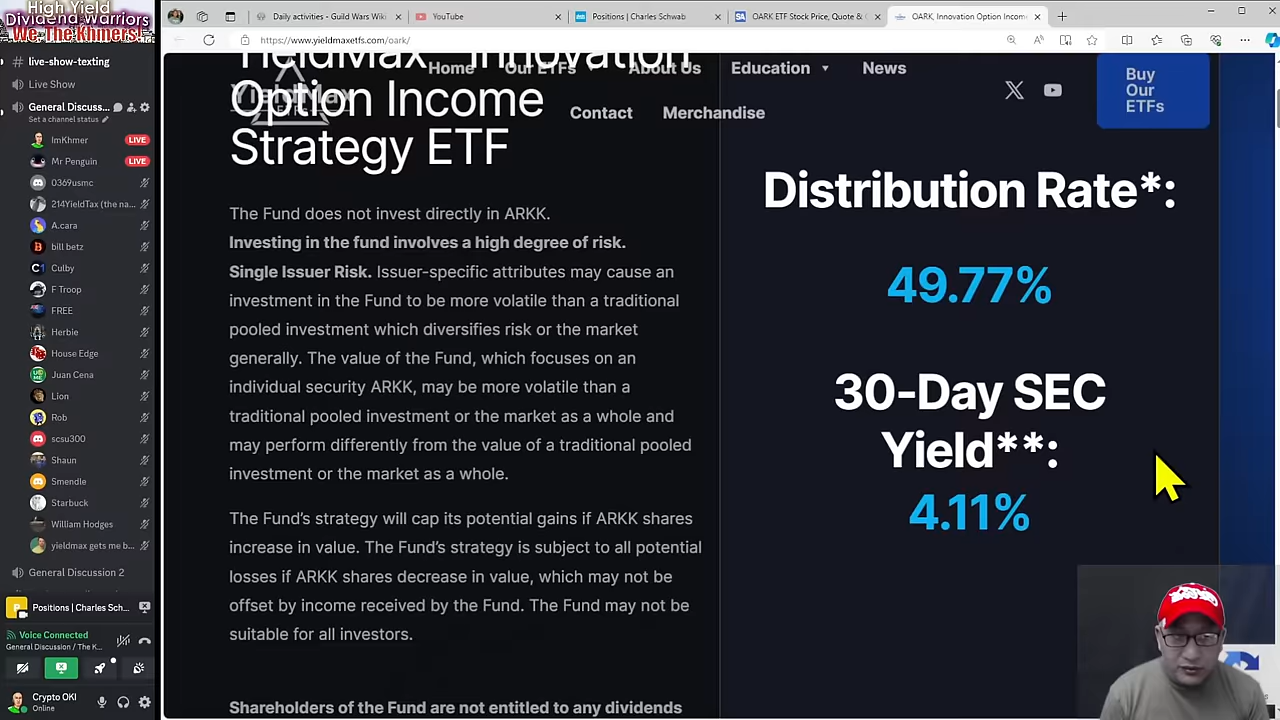 High Yield
Dividend Warriors
We The Khmers!
live-show-texting
Live Show
General Discuss...
Set a channel status
ImKhmer LIVE
Mr Penguin LIVE
0369usmc
214YieldTax (the na...
A.cara
bill betz
Culby
F Troop
FREE
Herbie
House Edge
Juan Cena
Lion
Rob
scsu300
Shaun
Smendle
Starbuck
William Hodges
yieldmax gets me b...
General Discussion 2
Positions | Charles Sch...
Voice Connected
General Discussion / The K...
Crypto OKI
Online
Daily activities - Guild Wars Wiki
YouTube
Positions | Charles Schwab
OARK ETF Stock Price, Quote &
OARK, Innovation Option Incom
https://www.yieldmaxetfs.com/oark/
Home
Our ETFs
About Us
Education
News
Contact
Merchandise
Buy
Our
ETFs
YieldMax™ Innovation
Option Income
Strategy ETF
The Fund does not invest directly in ARKK.
Investing in the fund involves a high degree of risk.
Single Issuer Risk. Issuer-specific attributes may cause an
investment in the Fund to be more volatile than a traditional
pooled investment which diversifies risk or the market
generally. The value of the Fund, which focuses on an
individual security ARKK, may be more volatile than a
traditional pooled investment or the market as a whole and
may perform differently from the value of a traditional pooled
investment or the market as a whole.
The Fund's strategy will cap its potential gains if ARKK shares
increase in value. The Fund's strategy is subject to all potential
losses if ARKK shares decrease in value, which may not be
offset by income received by the Fund. The Fund may not be
suitable for all investors.
Shareholders of the Fund are not entitled to any dividends
Distribution Rate*:
49.77%
30-Day SEC
Yield**:
4.11%